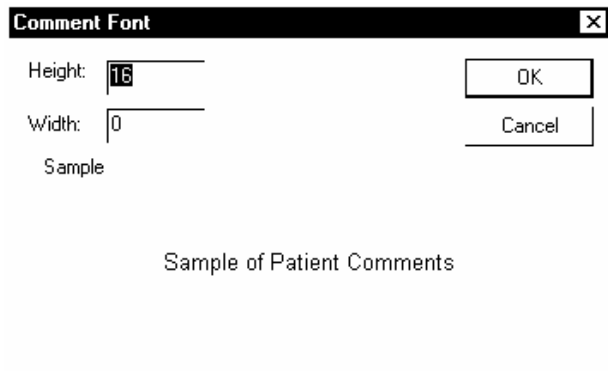 Comment Font
Height: 16
OK
Width: 0
Cancel
Sample
Sample of Patient Comments